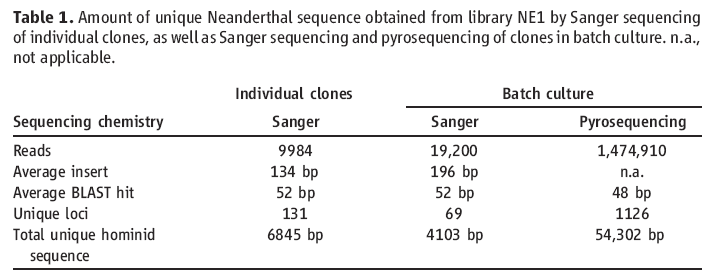 Table 1. Amount of unique Neanderthal sequence obtained from library NE1 by Sanger sequencing
of individual clones, as well as Sanger sequencing and pyrosequencing of clones in batch culture. n.a.,
not applicable.
Individual clones Batch culture
Sequencing chemistry Sanger Sanger Pyrosequencing
Reads 9984 19,200 1,474,910
Average insert 134 bp 196 bp n.a.
Average BLAST hit 52 bp 52 bp 48 bp
Unique loci 131 69 1126
Total unique hominid 6845 bp 4103 bp 54,302 bp
sequence